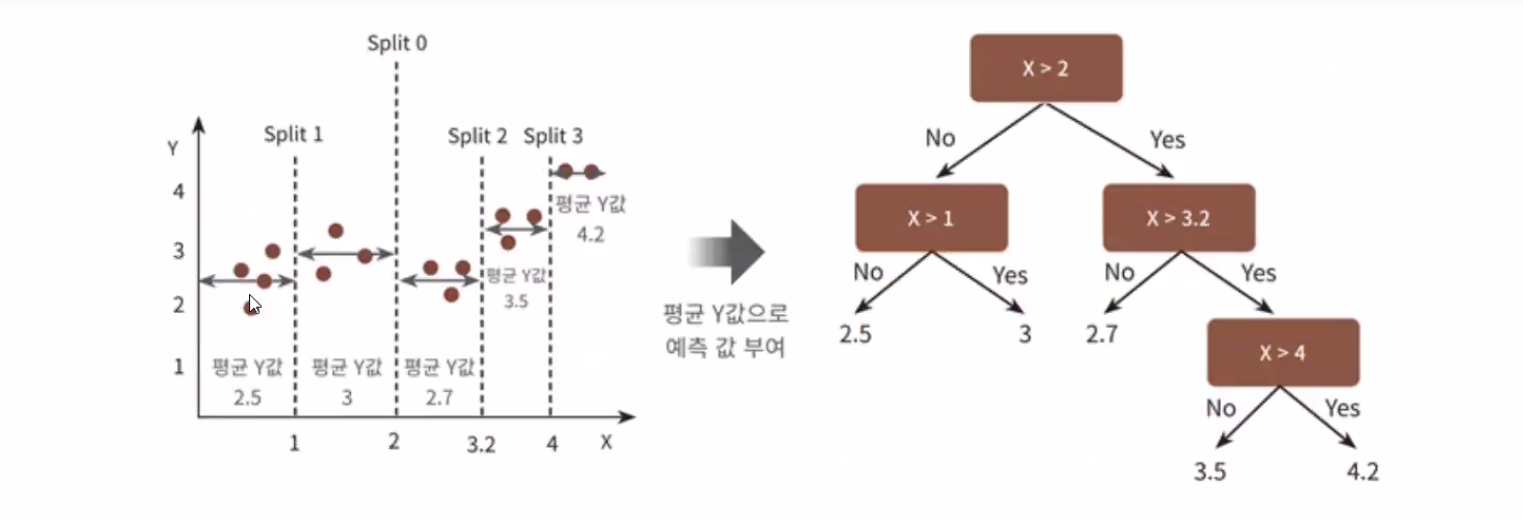 Split 0
Split 1
Split 2
Split 3
Y
4
3
2
1
평균 Y값
2.5
평균 Y값
3
평균 Y값
2.7
평균 Y값
3.5
평균 Y값
4.2
1
2
3.2
4
X
평균 Y값으로
예측 값 부여
X > 2
No
Yes
X > 1
X > 3.2
No
Yes
No
Yes
2.5
3
2.7
X > 4
No
Yes
3.5
4.2